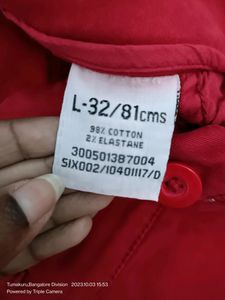 L-32/81cms
98% COTTON
2% ELASTANE
300501387004
SIX002/10401117/D
Tumakuru,Bangalore Division 2023.10.03 15:53
Powered by Triple Camera